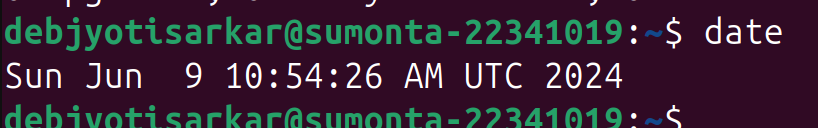 debjyotisarkar@sumonta-22341019:~$ date
Sun Jun  9 10:54:26 AM UTC 2024
debjyotisarkar@sumonta-22341019:~$